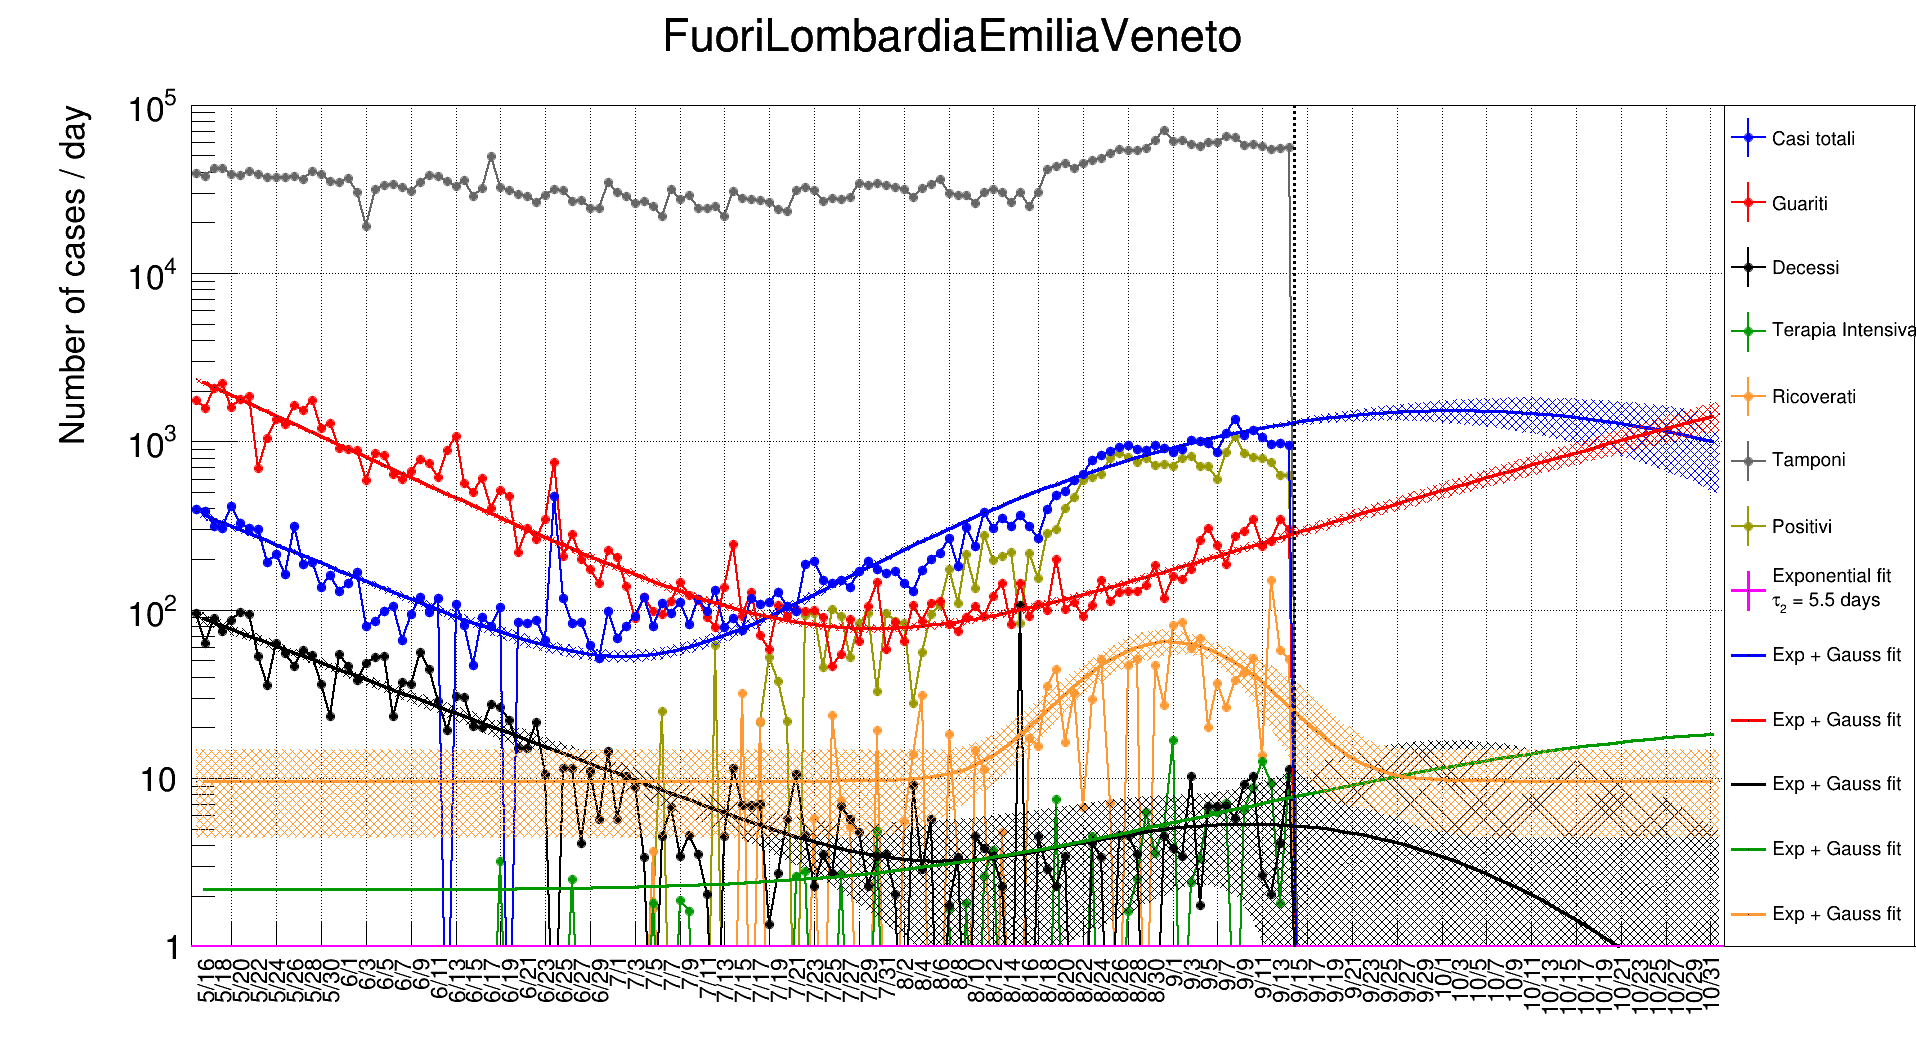 FuoriLombardiaEmiliaVeneto
Number of cases / day
10^5
10^4
10^3
10^2
10
1
5/16 5/18 5/20 5/22 5/24 5/26 5/28 5/30 6/1 6/3 6/5 6/7 6/9 6/11 6/13 6/15 6/17 6/19 6/21 6/23 6/25 6/27 6/29 7/1 7/3 7/5 7/7 7/9 7/11 7/13 7/15 7/17 7/19 7/21 7/23 7/25 7/27 7/29 7/31 8/2 8/4 8/6 8/8 8/10 8/12 8/14 8/16 8/18 8/20 8/22 8/24 8/26 8/28 8/30 9/1 9/3 9/5 9/7 9/9 9/11 9/13 9/15 9/17 9/19 9/21 9/23 9/25 9/27 9/29 10/1 10/3 10/5 10/7 10/9 10/11 10/13 10/15 10/17 10/19 10/21 10/23 10/25 10/27 10/29 10/31
Casi totali
Guariti
Decessi
Terapia Intensiva
Ricoverati
Tamponi
Positivi
Exponential fit
τ₂ = 5.5 days
Exp + Gauss fit
Exp + Gauss fit
Exp + Gauss fit
Exp + Gauss fit
Exp + Gauss fit